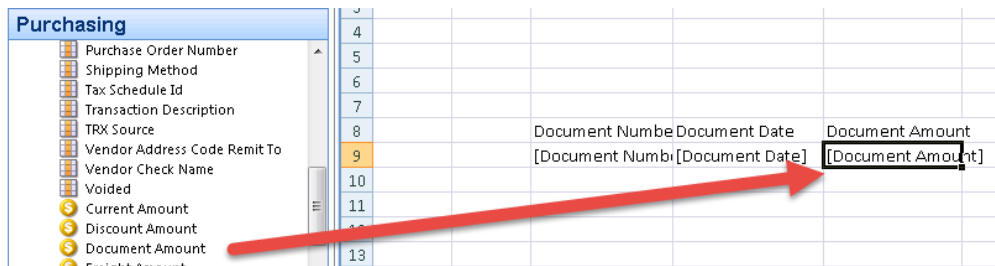 Purchasing
Purchase Order Number
Shipping Method
Tax Schedule Id
Transaction Description
TRX Source
Vendor Address Code Remit To
Vendor Check Name
Voided
Current Amount
Discount Amount
Document Amount
4
5
6
7
8 Document Numbe Document Date Document Amount
9 [Document Numb [Document Date] [Document Amount]
10
11
13